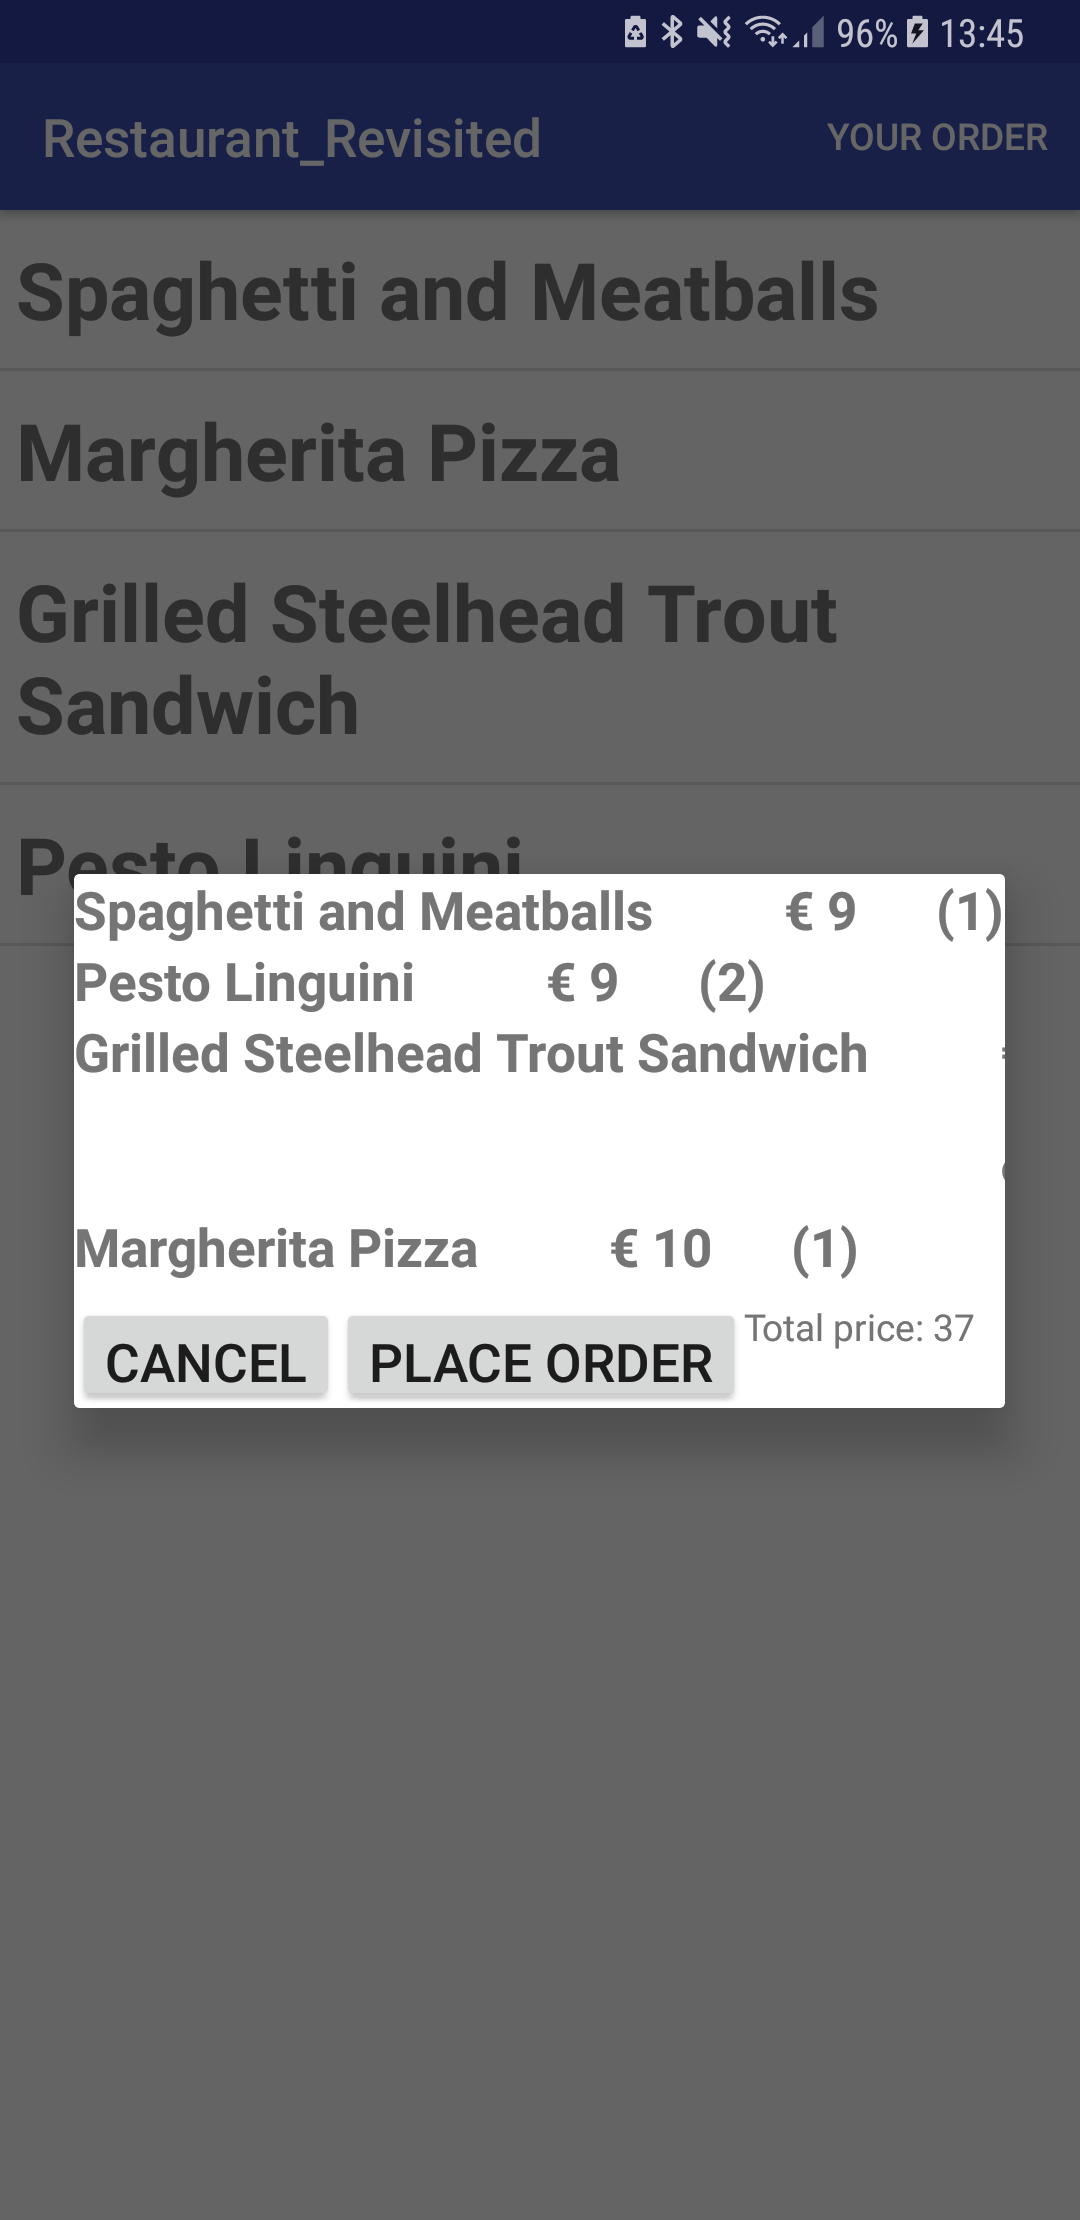 96% 13:45
Restaurant_Revisited YOUR ORDER
Spaghetti and Meatballs
Margherita Pizza
Grilled Steelhead Trout
Sandwich
Pesto Linguini
Spaghetti and Meatballs € 9 (1)
Pesto Linguini € 9 (2)
Grilled Steelhead Trout Sandwich
Margherita Pizza € 10 (1)
CANCEL PLACE ORDER Total price: 37